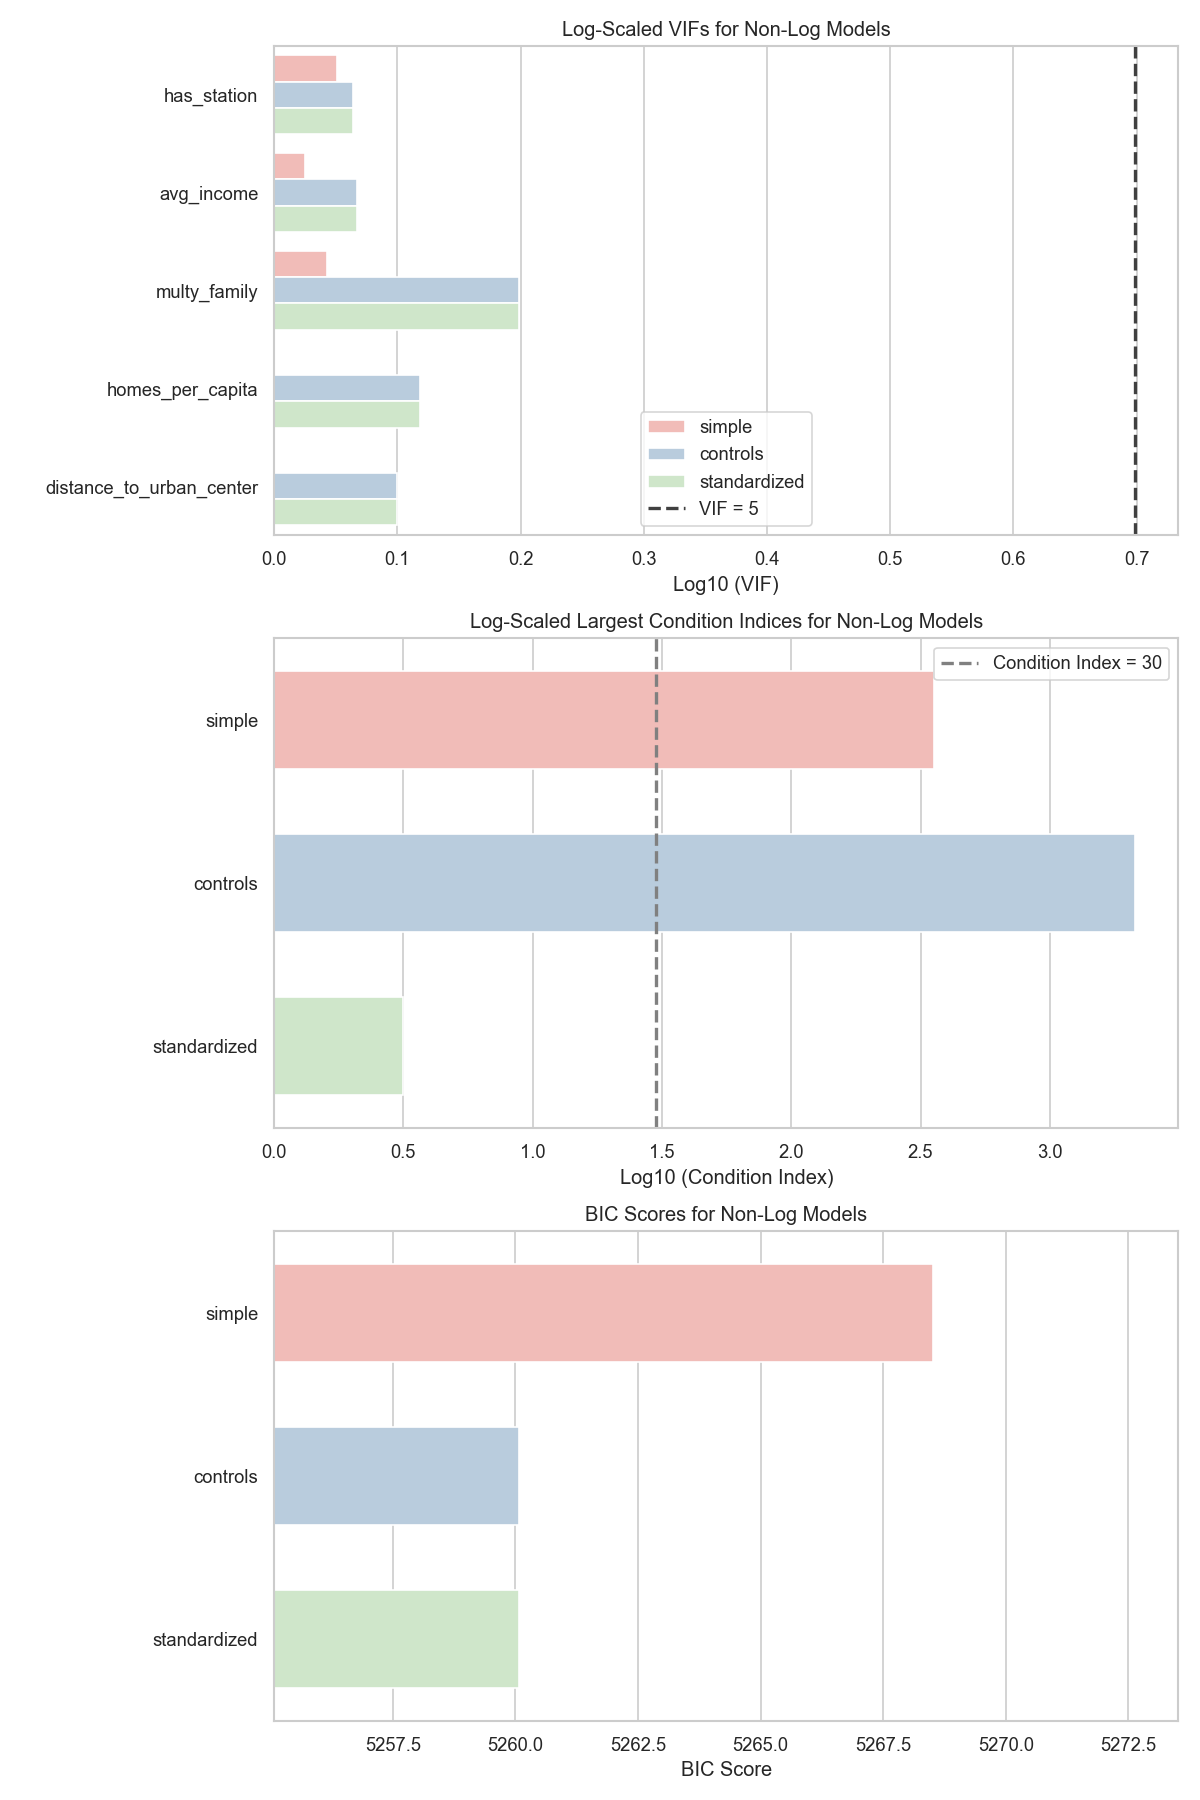 Log-Scaled VIFs for Non-Log Models
has_station
avg_income
multy_family
homes_per_capita
distance_to_urban_center
simple
controls
standardized
VIF = 5
0.0 0.1 0.2 0.3 0.4 0.5 0.6 0.7
Log10 (VIF)
Log-Scaled Largest Condition Indices for Non-Log Models
Condition Index = 30
simple
controls
standardized
0.0 0.5 1.0 1.5 2.0 2.5 3.0
Log10 (Condition Index)
BIC Scores for Non-Log Models
simple
controls
standardized
5257.5 5260.0 5262.5 5265.0 5267.5 5270.0 5272.5
BIC Score